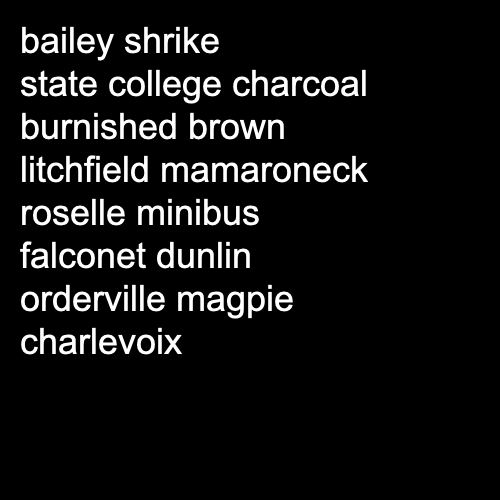 bailey shrike
state college charcoal
burnished brown
litchfield mamaroneck
roselle minibus
falconet dunlin
orderville magpie
charlevoix